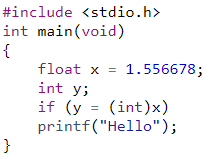 #include <stdio.h>
int main(void)
{
    float x = 1.556678;
    int y;
    if (y = (int)x)
    printf("Hello");
}